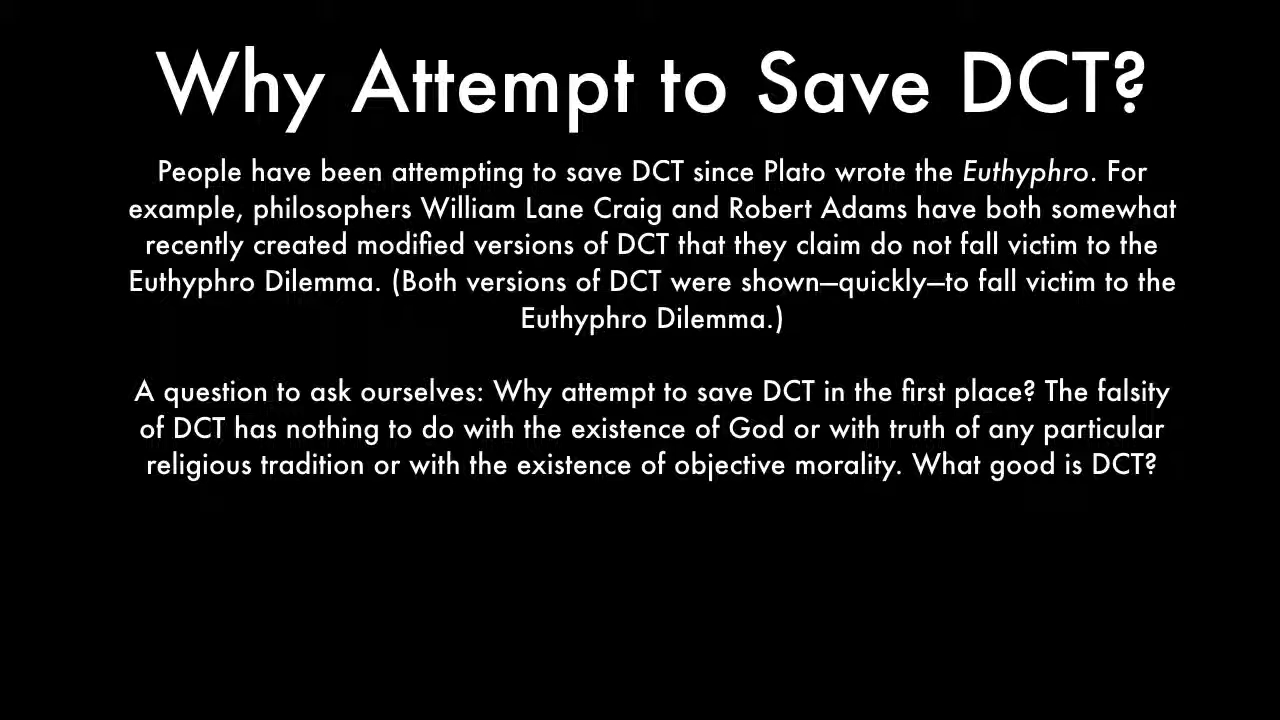 Why Attempt to Save DCT?
People have been attempting to save DCT since Plato wrote the Euthyphro. For
example, philosophers William Lane Craig and Robert Adams have both somewhat
recently created modified versions of DCT that they claim do not fall victim to the
Euthyphro Dilemma. (Both versions of DCT were shown—quickly—to fall victim to the
Euthyphro Dilemma.)
A question to ask ourselves: Why attempt to save DCT in the first place? The falsity
of DCT has nothing to do with the existence of God or with truth of any particular
religious tradition or with the existence of objective morality. What good is DCT?